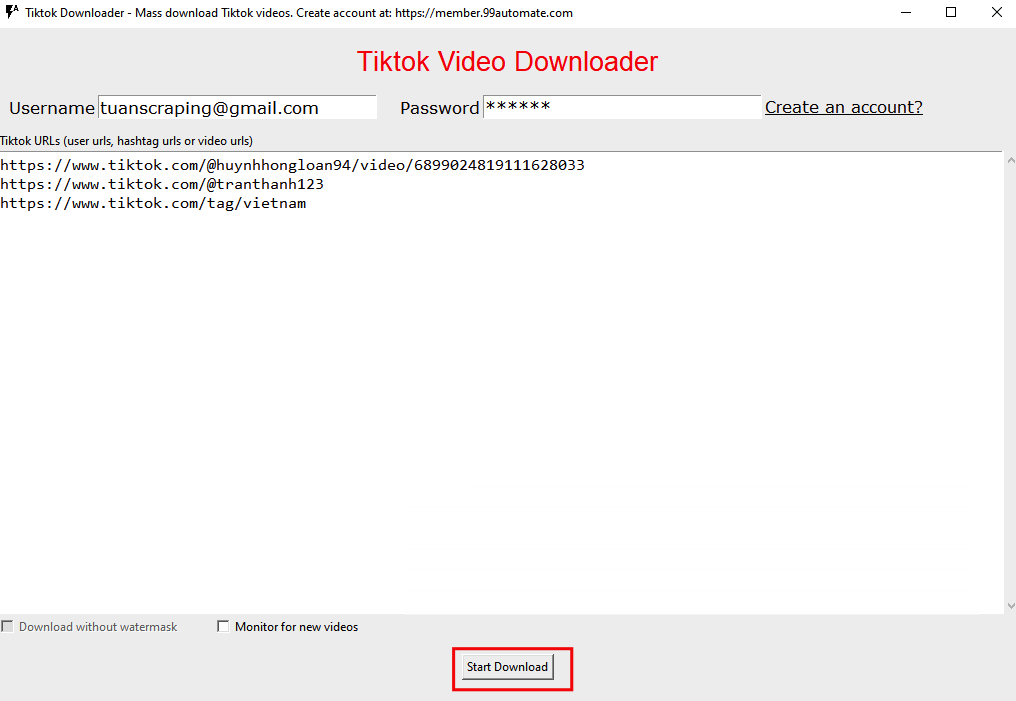 Tiktok Downloader - Mass download Tiktok videos. Create account at: https://member.99automate.com
Tiktok Video Downloader
Username tuanscraping@gmail.com Password ****** Create an account?
Tiktok URLs (user urls, hashtag urls or video urls)
https://www.tiktok.com/@huynhhongloan94/video/6899024819111628033
https://www.tiktok.com/@tranthanh123
https://www.tiktok.com/tag/vietnam
Download without watermask Monitor for new videos
Start Download